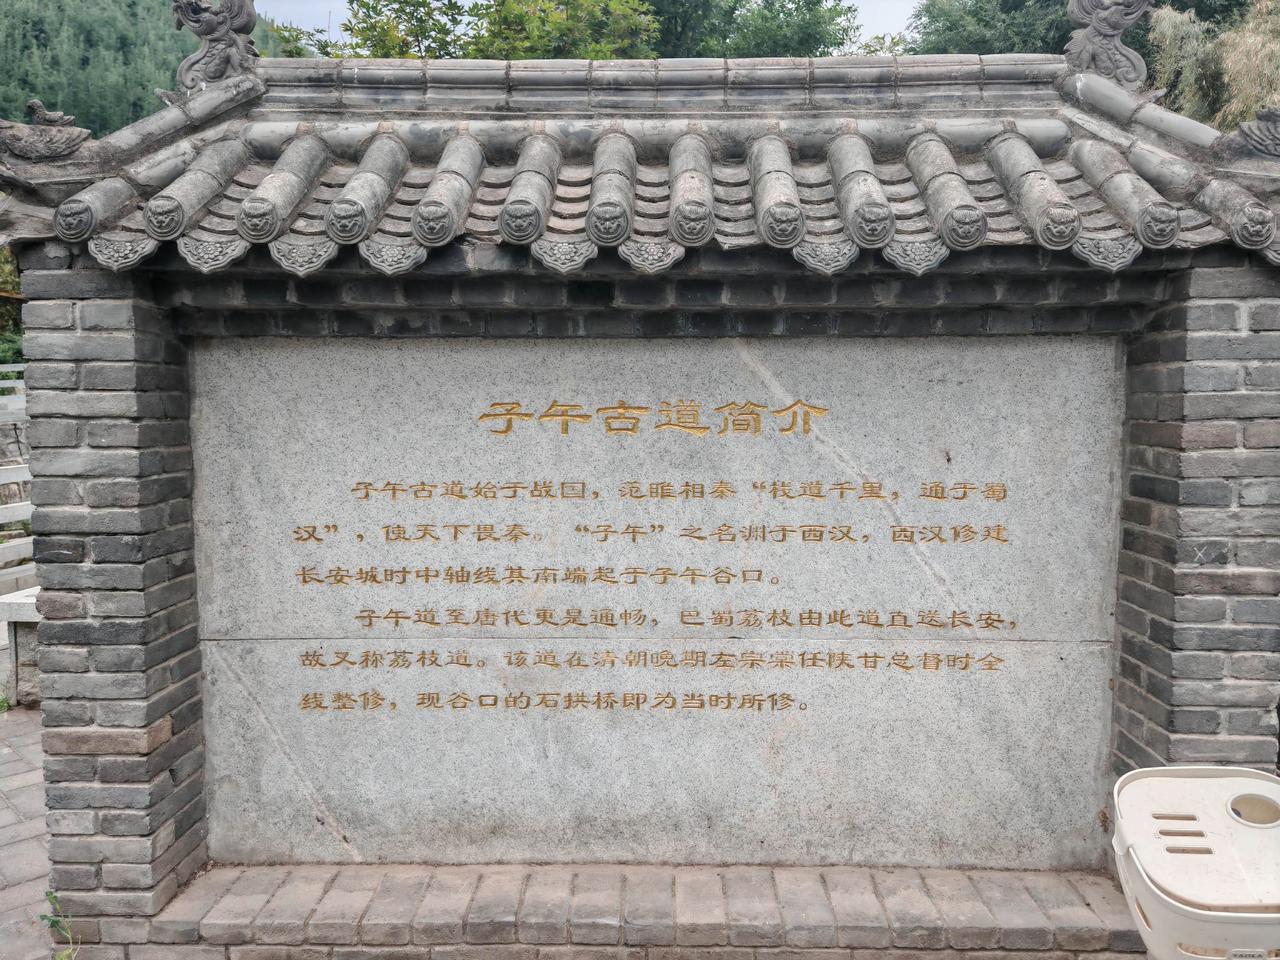 子午古道简介
子午古道始于战国，范睢相秦“栈道千里，通于蜀
汉”，使天下畏秦。“子午”之名渊于西汉，西汉修建
长安城时中轴线其南端起于子午谷口。
子午道至唐代更是通畅，巴蜀荔枝由此道直送长安，
故又称荔枝道。该道在清朝晚期左宗棠任陕甘总督时全
线整修，现谷口的石拱桥即为当时所修。